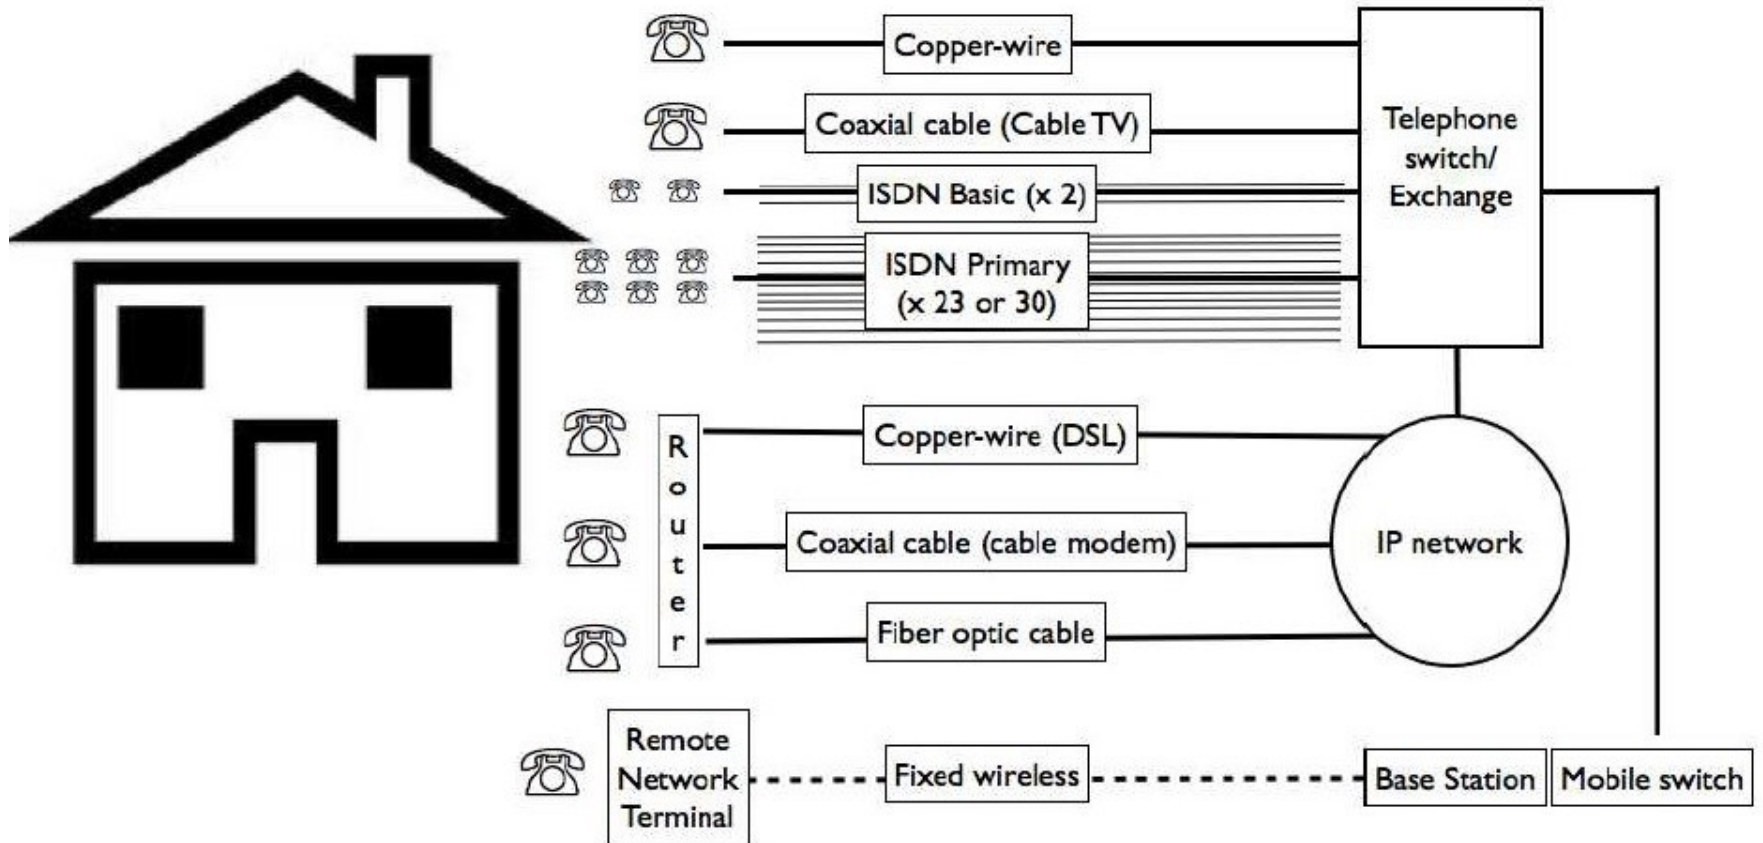 Copper-wire
Coaxial cable (Cable TV)
ISDN Basic (x 2)
ISDN Primary
(x 23 or 30)
Telephone
switch/
Exchange
Router
Copper-wire (DSL)
Coaxial cable (cable modem)
Fiber optic cable
IP network
Remote
Network
Terminal
Fixed wireless
Base Station
Mobile switch